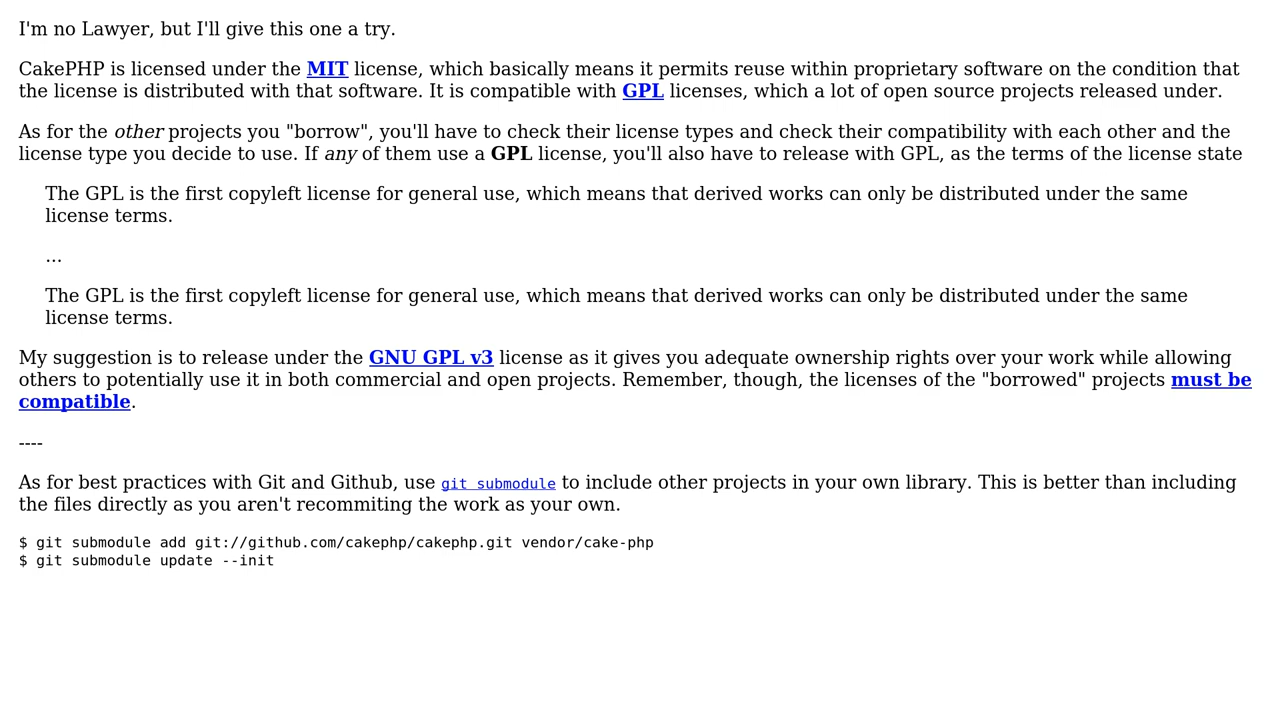 I'm no Lawyer, but I'll give this one a try.
CakePHP is licensed under the MIT license, which basically means it permits reuse within proprietary software on the condition that
the license is distributed with that software. It is compatible with GPL licenses, which a lot of open source projects released under.
As for the other projects you "borrow", you'll have to check their license types and check their compatibility with each other and the
license type you decide to use. If any of them use a GPL license, you'll also have to release with GPL, as the terms of the license state
The GPL is the first copyleft license for general use, which means that derived works can only be distributed under the same
license terms.
...
The GPL is the first copyleft license for general use, which means that derived works can only be distributed under the same
license terms.
My suggestion is to release under the GNU GPL v3 license as it gives you adequate ownership rights over your work while allowing
others to potentially use it in both commercial and open projects. Remember, though, the licenses of the "borrowed" projects must be
compatible.
----
As for best practices with Git and Github, use git submodule to include other projects in your own library. This is better than including
the files directly as you aren't recommiting the work as your own.
$ git submodule add git://github.com/cakephp/cakephp.git vendor/cake-php
$ git submodule update --init